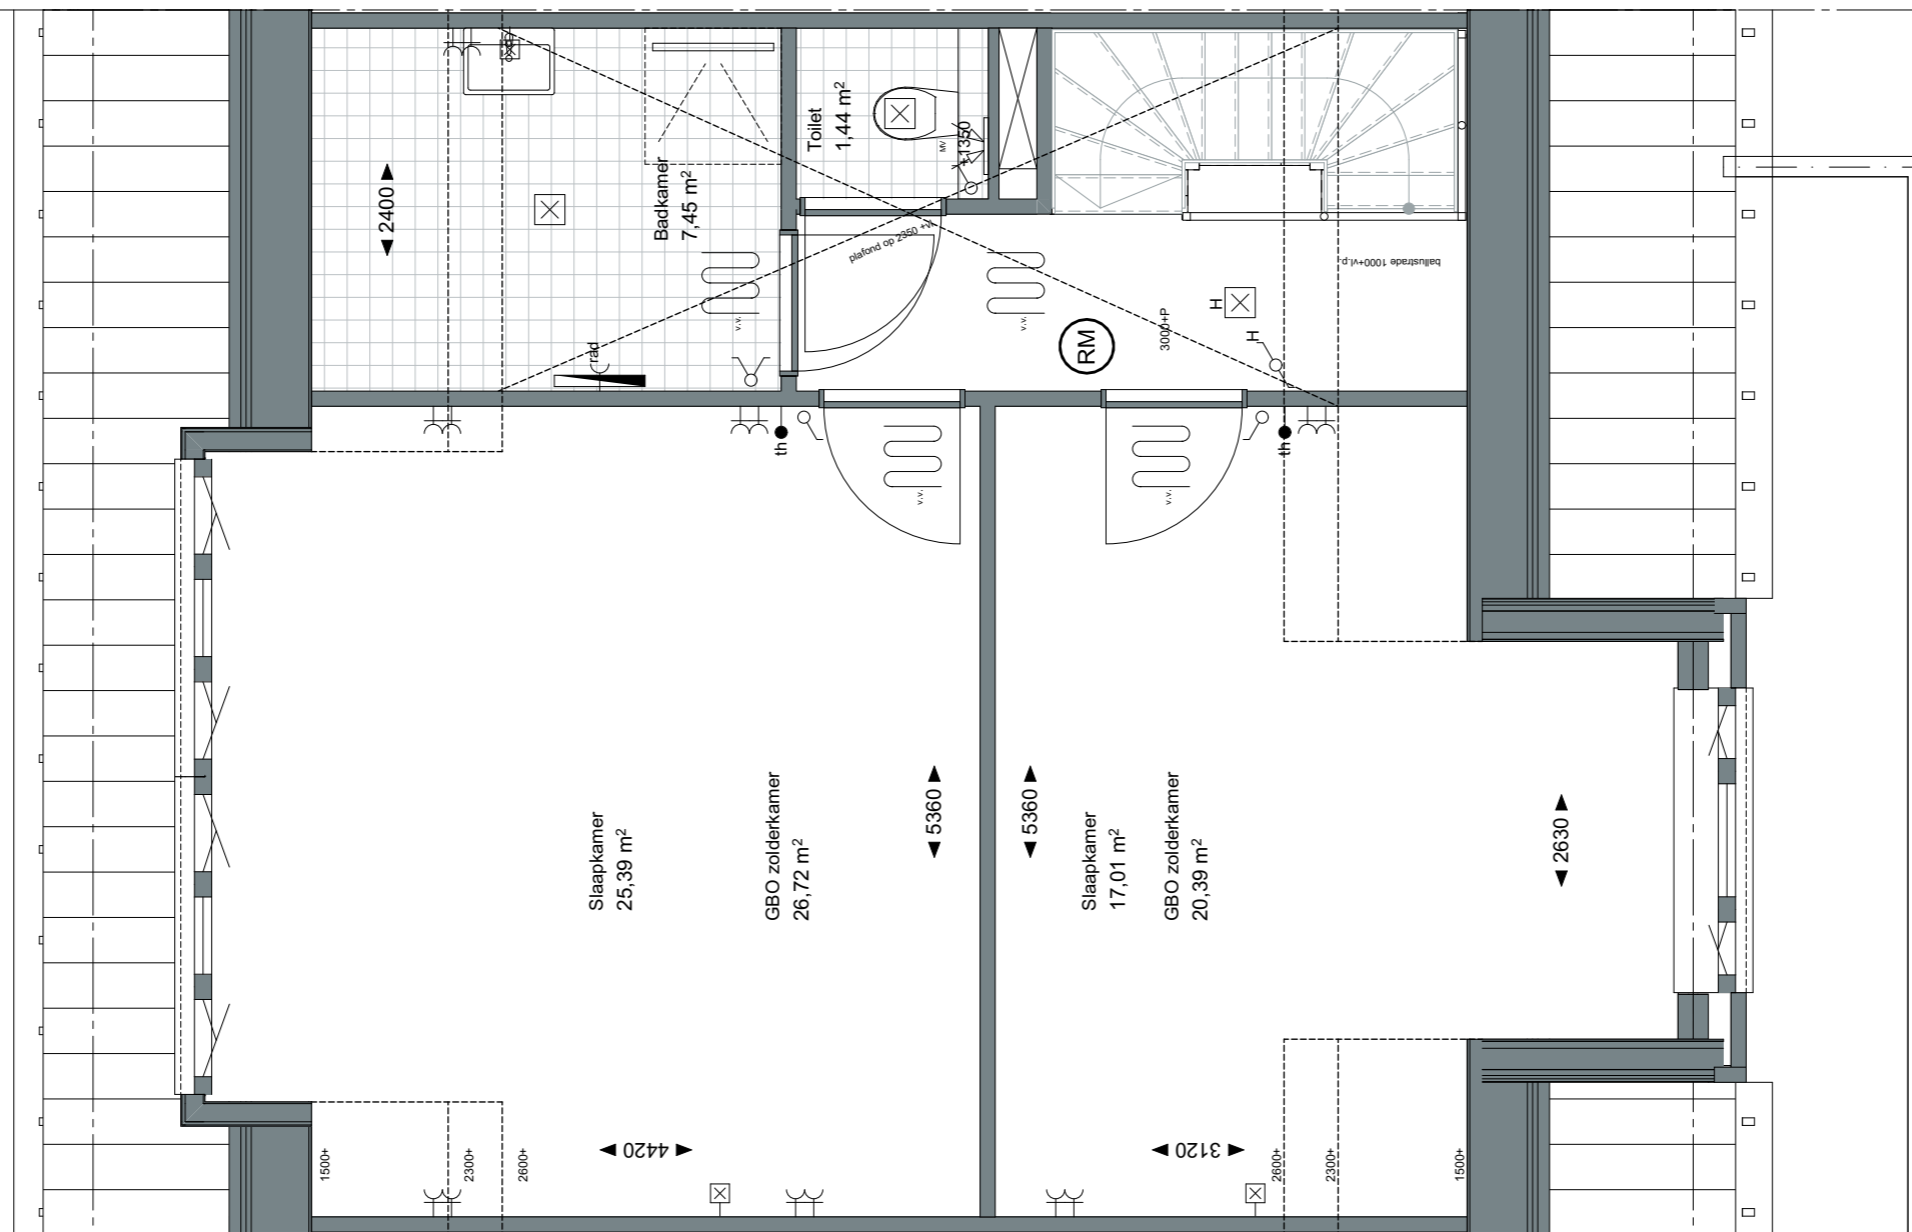 Toilet
1,44 m²
MV
+1350
Badkamer
7,45 m²
2400
plafond op 2350 +vl
ballustrade 1000+vl.p.
v.v.
v.v.
rad
RM
3000+P
H
H
th
th
v.v.
v.v.
Slaapkamer
25,39 m²
GBO zolderkamer
26,72 m²
5360
5360
Slaapkamer
17,01 m²
GBO zolderkamer
20,39 m²
2630
4420
3120
1500+
2300+
2600+
2600+
2300+
1500+